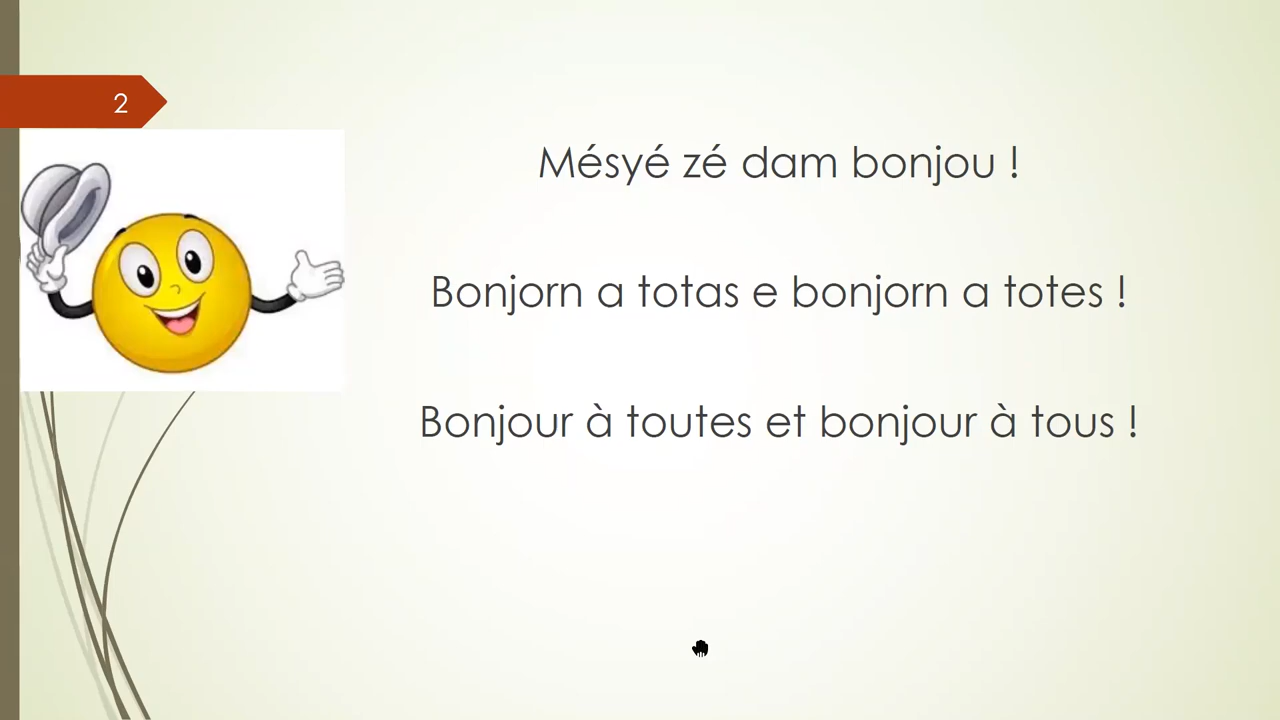 2
Mésyé zé dam bonjou !
Bonjorn a totas e bonjorn a totes !
Bonjour à toutes et bonjour à tous !